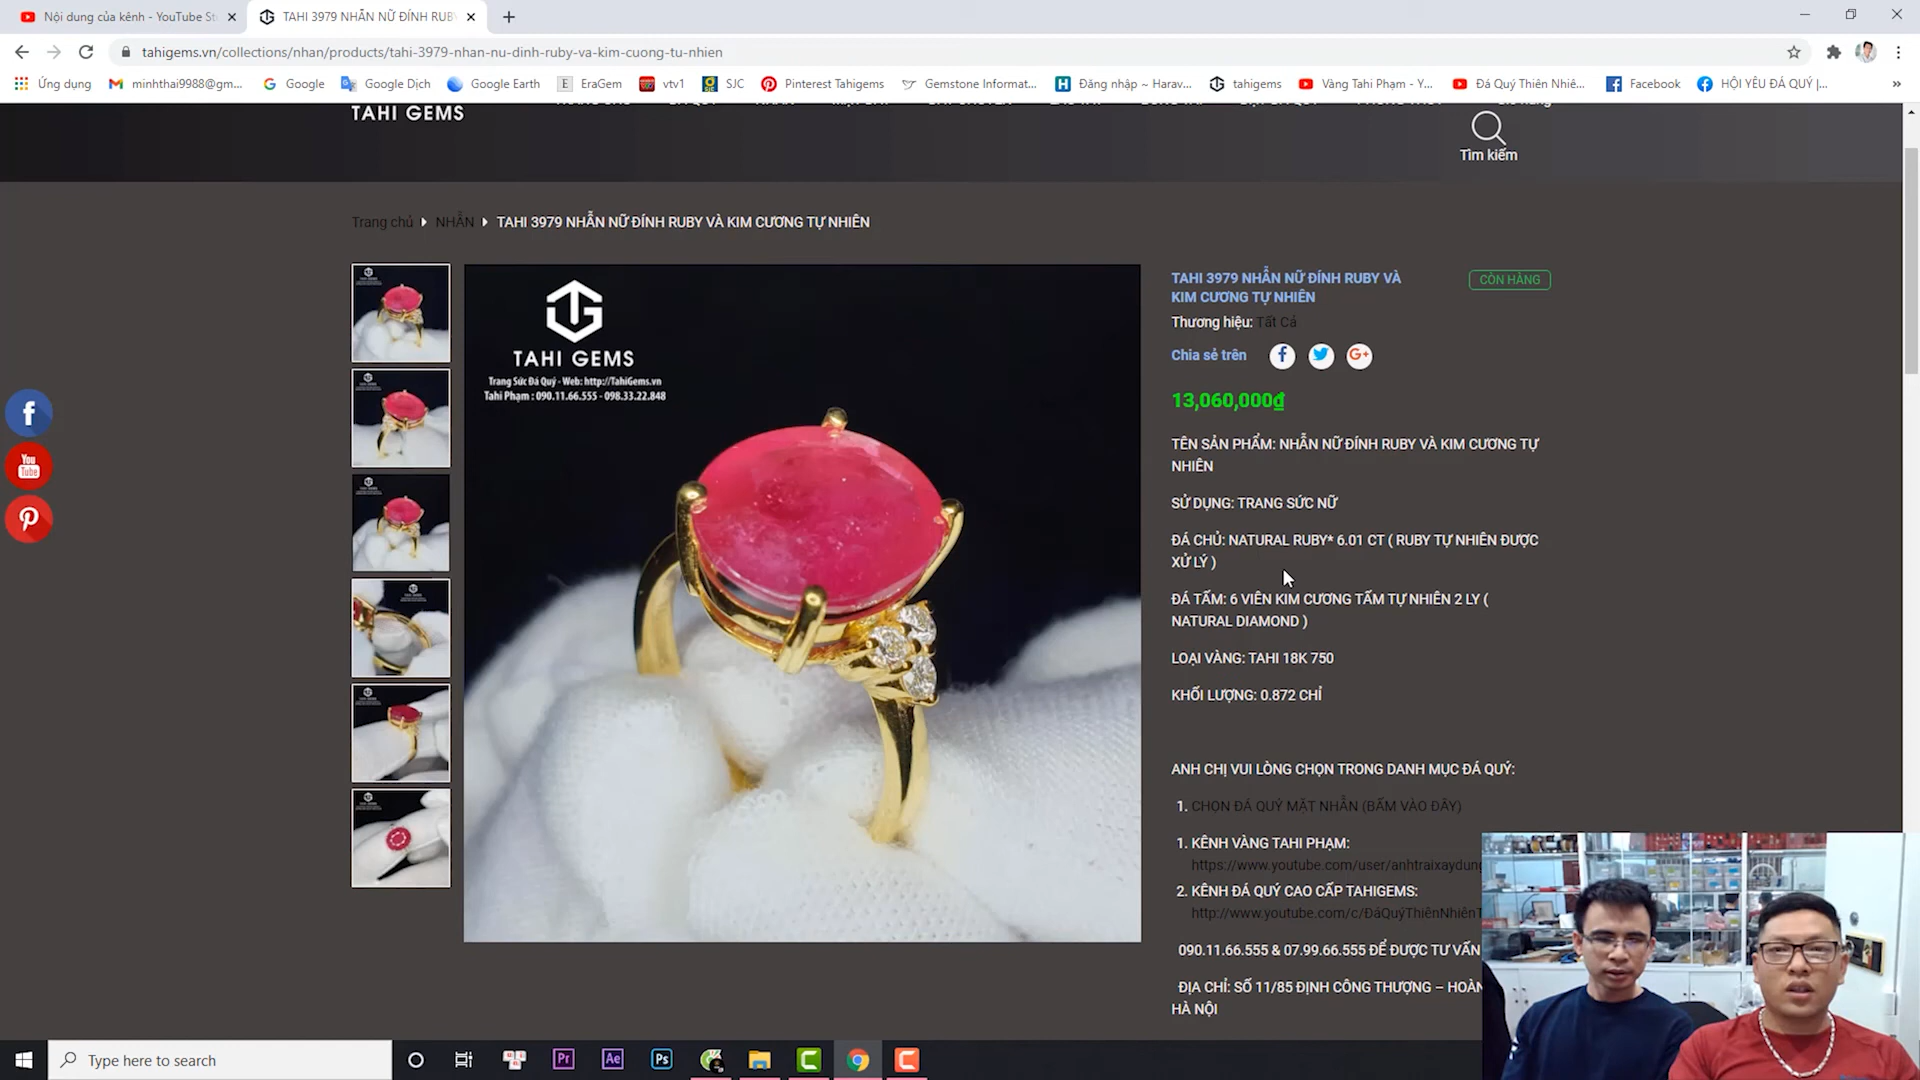 Nội dung của kênh - YouTube St
TAHI 3979 NHẪN NỮ ĐÍNH RUBY
tahigems.vn/collections/nhan/products/tahi-3979-nhan-nu-dinh-ruby-va-kim-cuong-tu-nhien
Ứng dụng
minhthai9988@gm...
Google
Google Dịch
Google Earth
EraGem
vtv1
SJC
Pinterest Tahigems
Gemstone Informat...
Đăng nhập ~ Harav...
tahigems
Vàng Tahi Phạm - Y...
Đá Quý Thiên Nhiê...
Facebook
HỘI YÊU ĐÁ QUÝ |...
TAHI GEMS
Tìm kiếm
Trang chủ
NHẪN
TAHI 3979 NHẪN NỮ ĐÍNH RUBY VÀ KIM CƯƠNG TỰ NHIÊN
TAHI GEMS
Trang Sức Đá Quý - Web: http://TahiGems.vn
Tahi Phạm : 090.11.66.555 - 098.33.22.848
TAHI 3979 NHẪN NỮ ĐÍNH RUBY VÀ
KIM CƯƠNG TỰ NHIÊN
CÒN HÀNG
Thương hiệu: Tất Cả
Chia sẻ trên
13,060,000₫
TÊN SẢN PHẨM: NHẪN NỮ ĐÍNH RUBY VÀ KIM CƯƠNG TỰ
NHIÊN
SỬ DỤNG: TRANG SỨC NỮ
ĐÁ CHỦ: NATURAL RUBY* 6.01 CT ( RUBY TỰ NHIÊN ĐƯỢC
XỬ LÝ )
ĐÁ TẤM: 6 VIÊN KIM CƯƠNG TẤM TỰ NHIÊN 2 LY (
NATURAL DIAMOND )
LOẠI VÀNG: TAHI 18K 750
KHỐI LƯỢNG: 0.872 CHỈ
ANH CHỊ VUI LÒNG CHỌN TRONG DANH MỤC ĐÁ QUÝ:
1. CHỌN ĐÁ QUÝ MẶT NHẪN (BẤM VÀO ĐÂY)
1. KÊNH VÀNG TAHI PHẠM:
https://www.youtube.com/user/anhtraixaydung
2. KÊNH ĐÁ QUÝ CAO CẤP TAHIGEMS:
http://www.youtube.com/c/ĐáQuýThiênNhiênT
090.11.66.555 & 07.99.66.555 ĐỂ ĐƯỢC TƯ VẤN
ĐỊA CHỈ: SỐ 11/85 ĐỊNH CÔNG THƯỢNG – HOÀN
HÀ NỘI
You
Tube
Type here to search
Pr
Ae
Ps